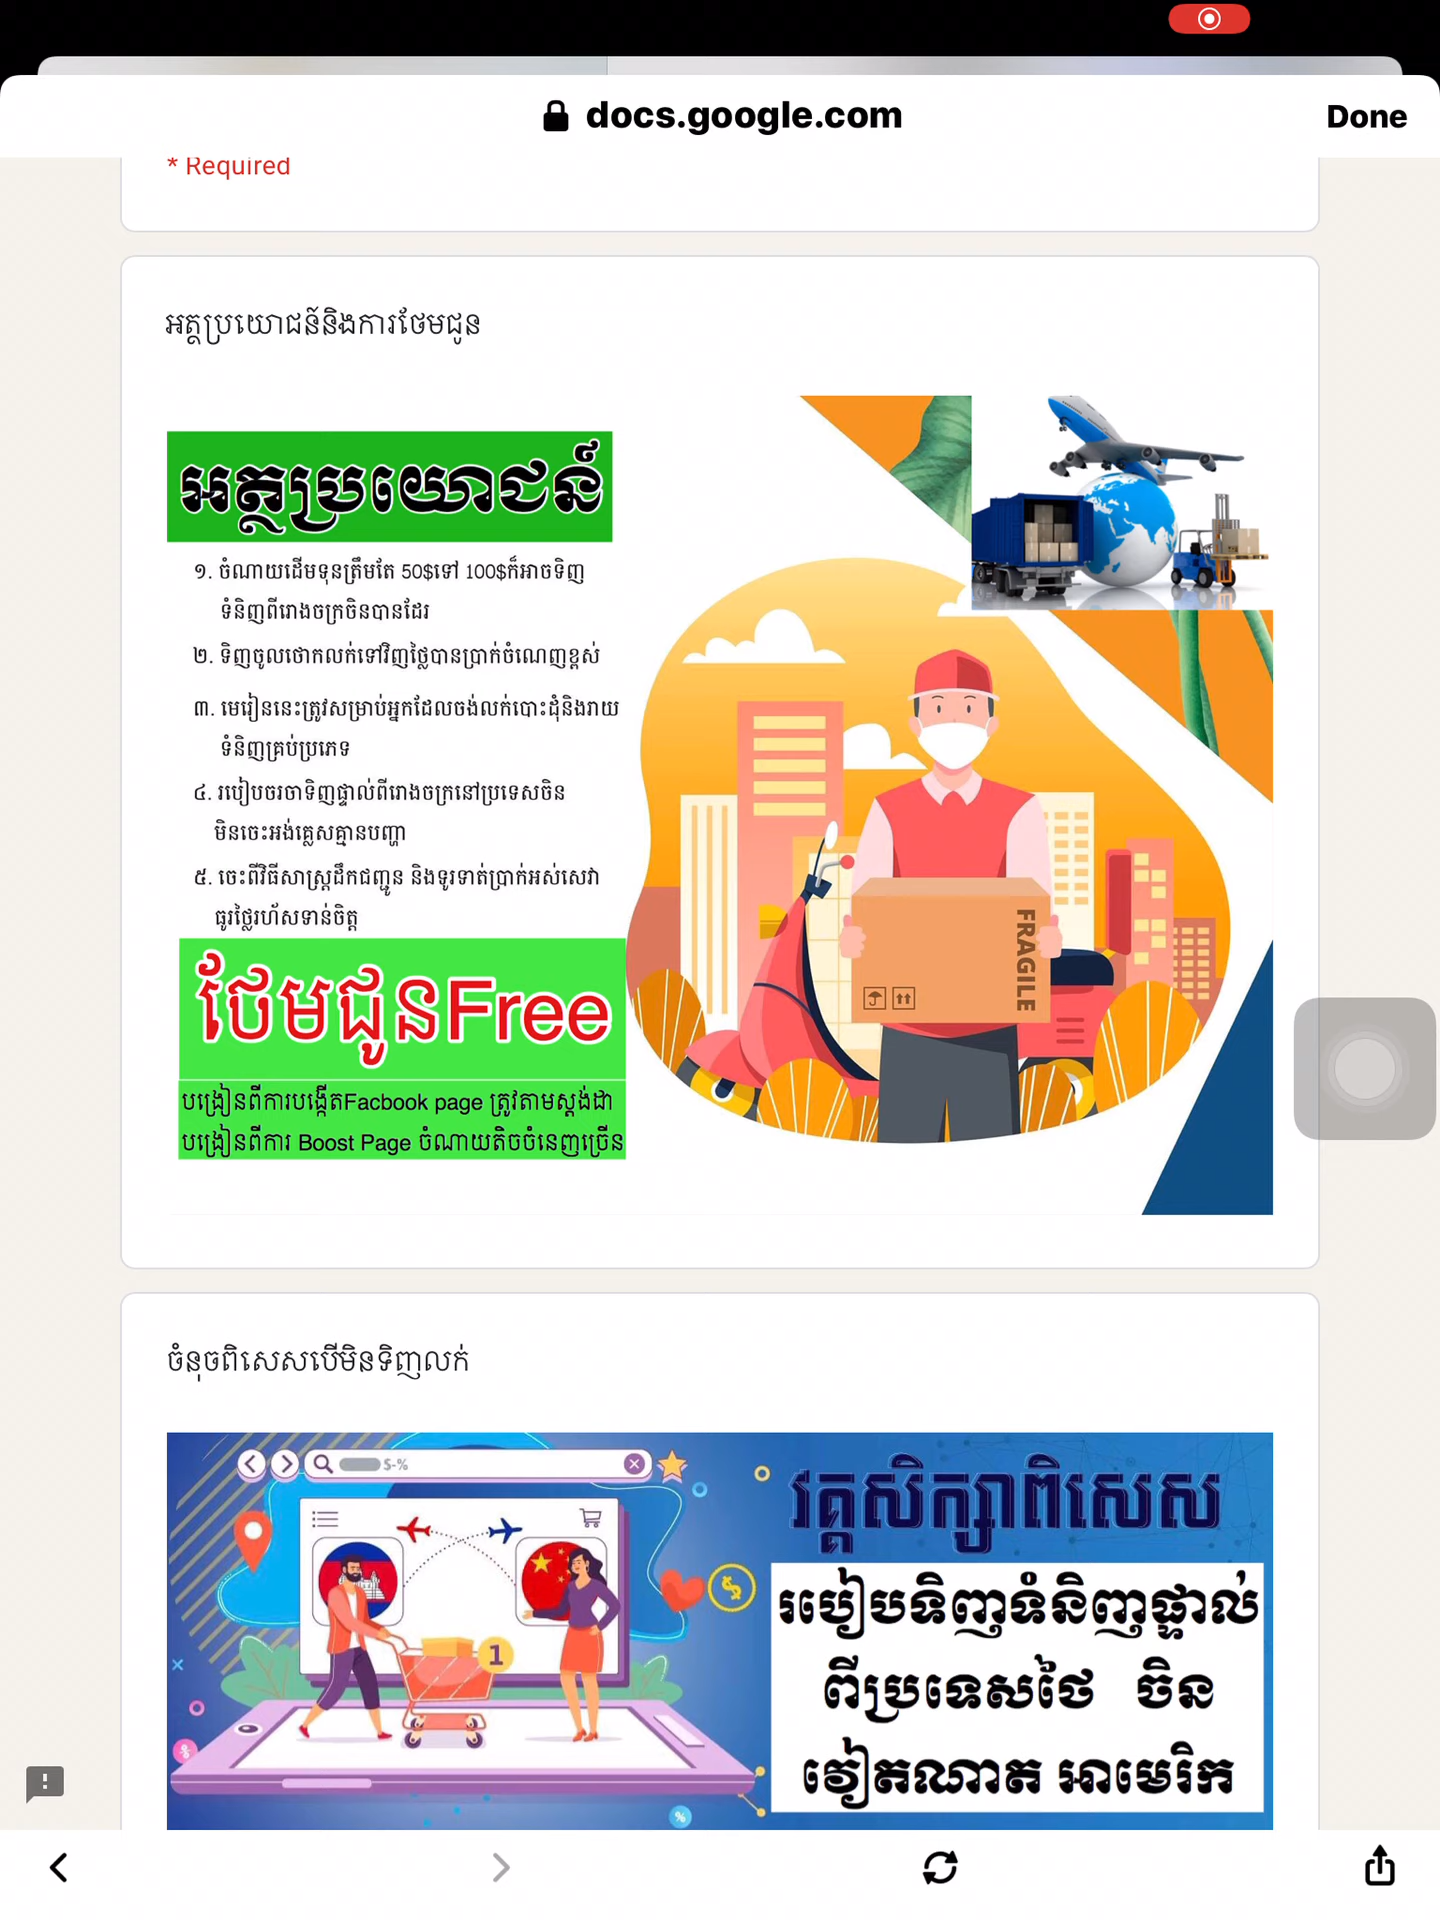 docs.google.com
Done
* Required
អត្ថប្រយោជន៍និងការថែមជូន
អត្ថប្រយោជន៍
១. ចំណាយដើមទុនត្រឹមតែ 50$ទៅ 100$ក៏អាចទិញ
ទំនិញពីរោងចក្រចិនបានដែរ
២. ទិញចូលថោកលក់ទៅវិញថ្លៃបានប្រាក់ចំណេញខ្ពស់
៣. មេរៀននេះត្រូវសម្រាប់អ្នកដែលចង់លក់បោះដុំនិងរាយ
ទំនិញគ្រប់ប្រភេទ
៤. របៀបចរចាទិញផ្ទាល់ពីរោងចក្រនៅប្រទេសចិន
មិនចេះអង់គ្លេសគ្មានបញ្ហា
៥. ចេះពីវិធីសាស្ត្រដឹកជញ្ជូន និងទូរទាត់ប្រាក់អស់សេវា
ធូរថ្លៃរហ័សទាន់ចិត្ត
FRAGILE
ថែមជូនFree
បង្រៀនពីការបង្កើតFacbook page ត្រូវតាមស្តង់ដា
បង្រៀនពីការ Boost Page ចំណាយតិចចំនេញច្រើន
ចំនុចពិសេសបើមិនទិញលក់
$-%
វគ្គសិក្សាពិសេស
របៀបទិញទំនិញផ្ទាល់
ពីប្រទេសថៃ ចិន
1
វៀតណាត អាមេរិក